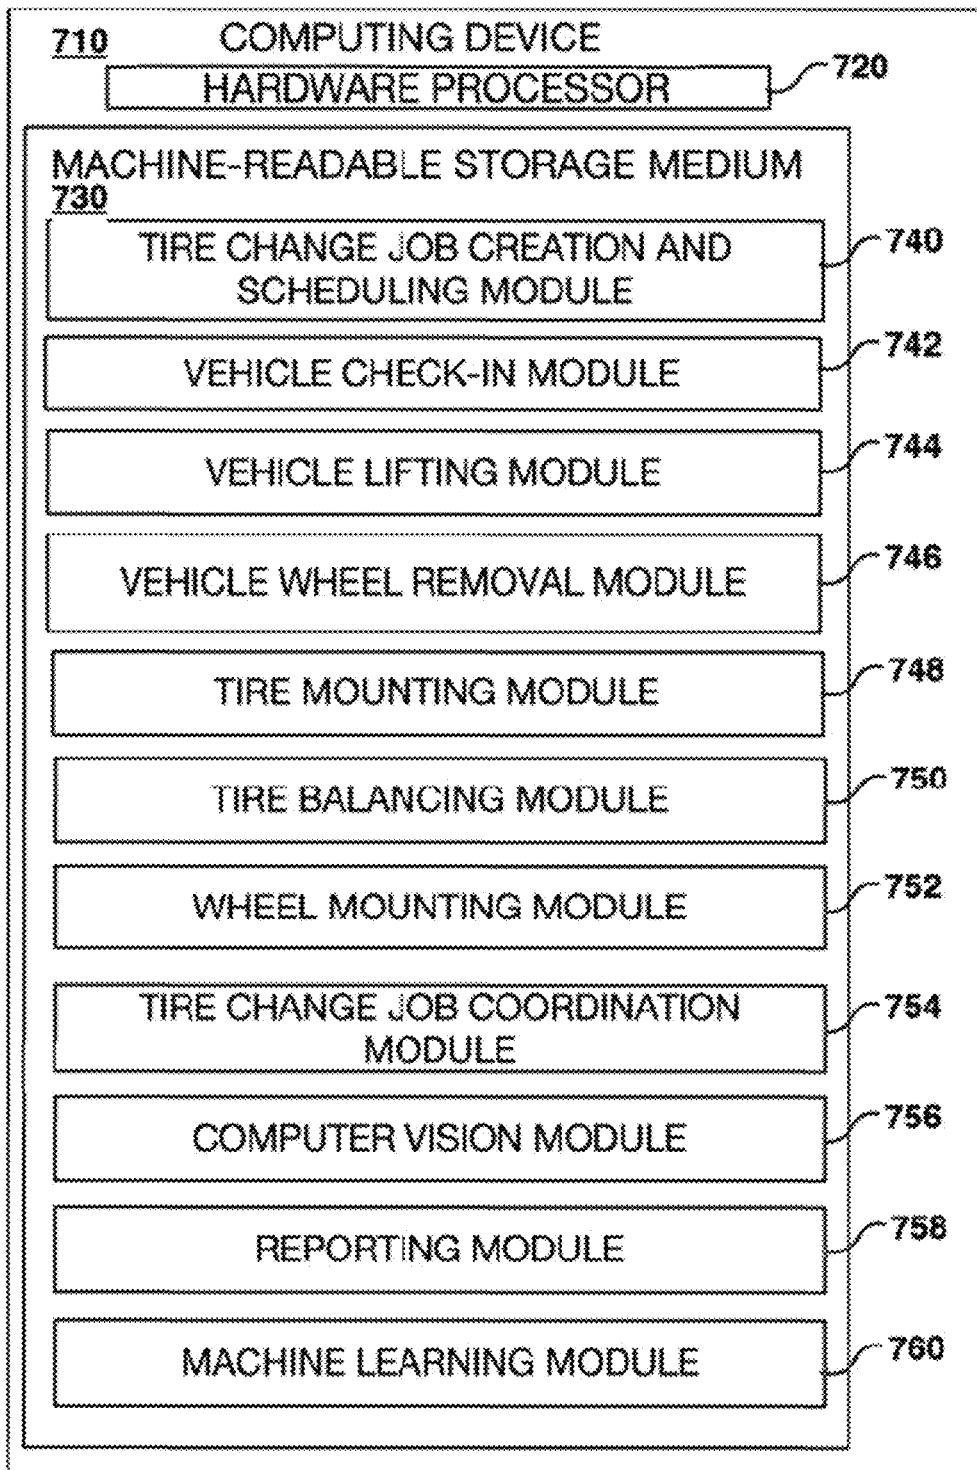 710 COMPUTING DEVICE
HARDWARE PROCESSOR 720
MACHINE-READABLE STORAGE MEDIUM
730
TIRE CHANGE JOB CREATION AND 740
SCHEDULING MODULE
VEHICLE CHECK-IN MODULE 742
VEHICLE LIFTING MODULE 744
VEHICLE WHEEL REMOVAL MODULE 746
TIRE MOUNTING MODULE 748
TIRE BALANCING MODULE 750
WHEEL MOUNTING MODULE 752
TIRE CHANGE JOB COORDINATION 754
MODULE
COMPUTER VISION MODULE 756
REPORTING MODULE 758
MACHINE LEARNING MODULE 760